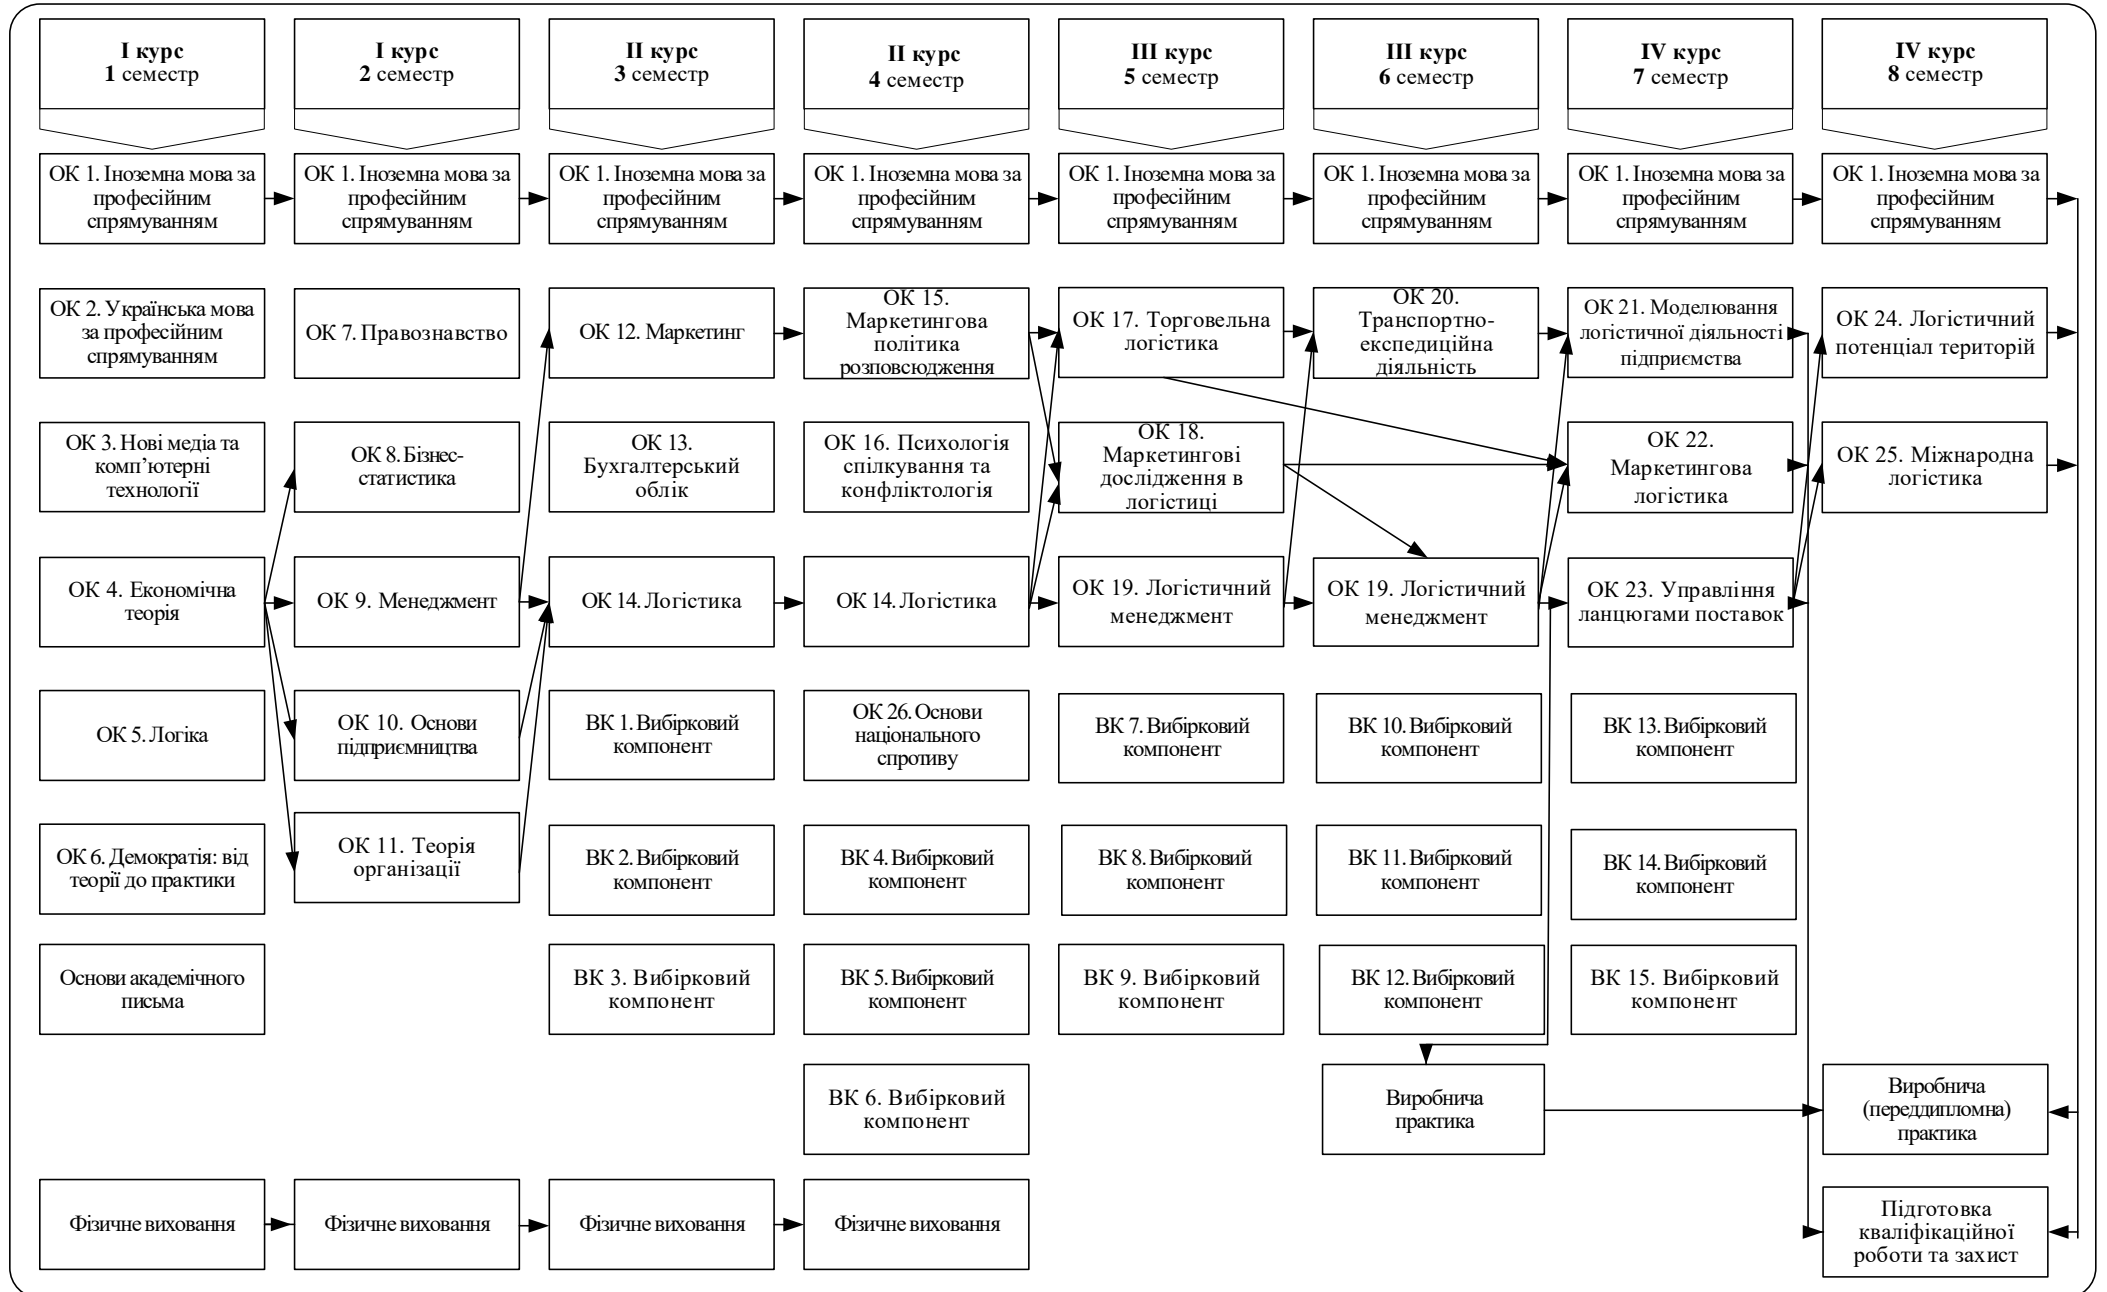 І курс
1 семестр
І курс
2 семестр
ІІ курс
3 семестр
ІІ курс
4 семестр
ІІІ курс
5 семестр
ІІІ курс
6 семестр
IV курс
7 семестр
IV курс
8 семестр
ОК 1. Іноземна мова за
професійним
спрямуванням
ОК 1. Іноземна мова за
професійним
спрямуванням
ОК 1. Іноземна мова за
професійним
спрямуванням
ОК 1. Іноземна мова за
професійним
спрямуванням
ОК 1. Іноземна мова за
професійним
спрямуванням
ОК 1. Іноземна мова за
професійним
спрямуванням
ОК 1. Іноземна мова за
професійним
спрямуванням
ОК 1. Іноземна мова за
професійним
спрямуванням
ОК 2. Українська мова
за професійним
спрямуванням
ОК 7. Правознавство
ОК 12. Маркетинг
ОК 15.
Маркетингова
політика
розповсюдження
ОК 17. Торговельна
логістика
ОК 20.
Транспортно-
експедиційна
діяльність
ОК 21. Моделювання
логістичної діяльності
підприємства
ОК 24. Логістичний
потенціал територій
ОК 3. Нові медіа та
комп’ютерні
технології
ОК 8. Бізнес-
статистика
ОК 13.
Бухгалтерський
облік
ОК 16. Психологія
спілкування та
конфліктологія
ОК 18.
Маркетингові
дослідження в
логістиці
ОК 22.
Маркетингова
логістика
ОК 25. Міжнародна
логістика
ОК 4. Економічна
теорія
ОК 9. Менеджмент
ОК 14. Логістика
ОК 14. Логістика
ОК 19. Логістичний
менеджмент
ОК 19. Логістичний
менеджмент
ОК 23. Управління
ланцюгами поставок
ОК 5. Логіка
ОК 10. Основи
підприємництва
ВК 1. Вибірковий
компонент
ОК 26. Основи
національного
спротиву
ВК 7. Вибірковий
компонент
ВК 10. Вибірковий
компонент
ВК 13. Вибірковий
компонент
ОК 6. Демократія: від
теорії до практики
ОК 11. Теорія
організації
ВК 2. Вибірковий
компонент
ВК 4. Вибірковий
компонент
ВК 8. Вибірковий
компонент
ВК 11. Вибірковий
компонент
ВК 14. Вибірковий
компонент
Основи академічного
письма
ВК 3. Вибірковий
компонент
ВК 5. Вибірковий
компонент
ВК 9. Вибірковий
компонент
ВК 12. Вибірковий
компонент
ВК 15. Вибірковий
компонент
ВК 6. Вибірковий
компонент
Виробнича
практика
Виробнича
(переддипломна)
практика
Фізичне виховання
Фізичне виховання
Фізичне виховання
Фізичне виховання
Підготовка
кваліфікаційної
роботи та захист